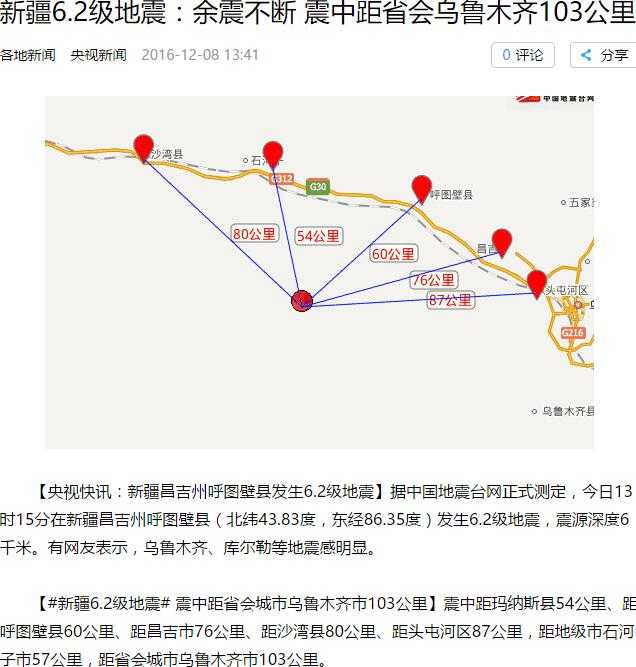 新疆6.2级地震：余震不断 震中距省会乌鲁木齐103公里
各地新闻 央视新闻 2016-12-08 13:41
0 评论
分享
中国地震台网
沙湾县
G312
G30
呼图壁县
五家
80公里
54公里
60公里
昌吉
76公里
87公里
头屯河区
G216
乌鲁木齐县
【央视快讯：新疆昌吉州呼图壁县发生6.2级地震】据中国地震台网正式测定，今日13
时15分在新疆昌吉州呼图壁县（北纬43.83度，东经86.35度）发生6.2级地震，震源深度6
千米。有网友表示，乌鲁木齐、库尔勒等地震感明显。
【#新疆6.2级地震# 震中距省会城市乌鲁木齐市103公里】震中距玛纳斯县54公里、距
呼图壁县60公里、距昌吉市76公里、距沙湾县80公里、距头屯河区87公里，距地级市石河
子市57公里，距省会城市乌鲁木齐市103公里。